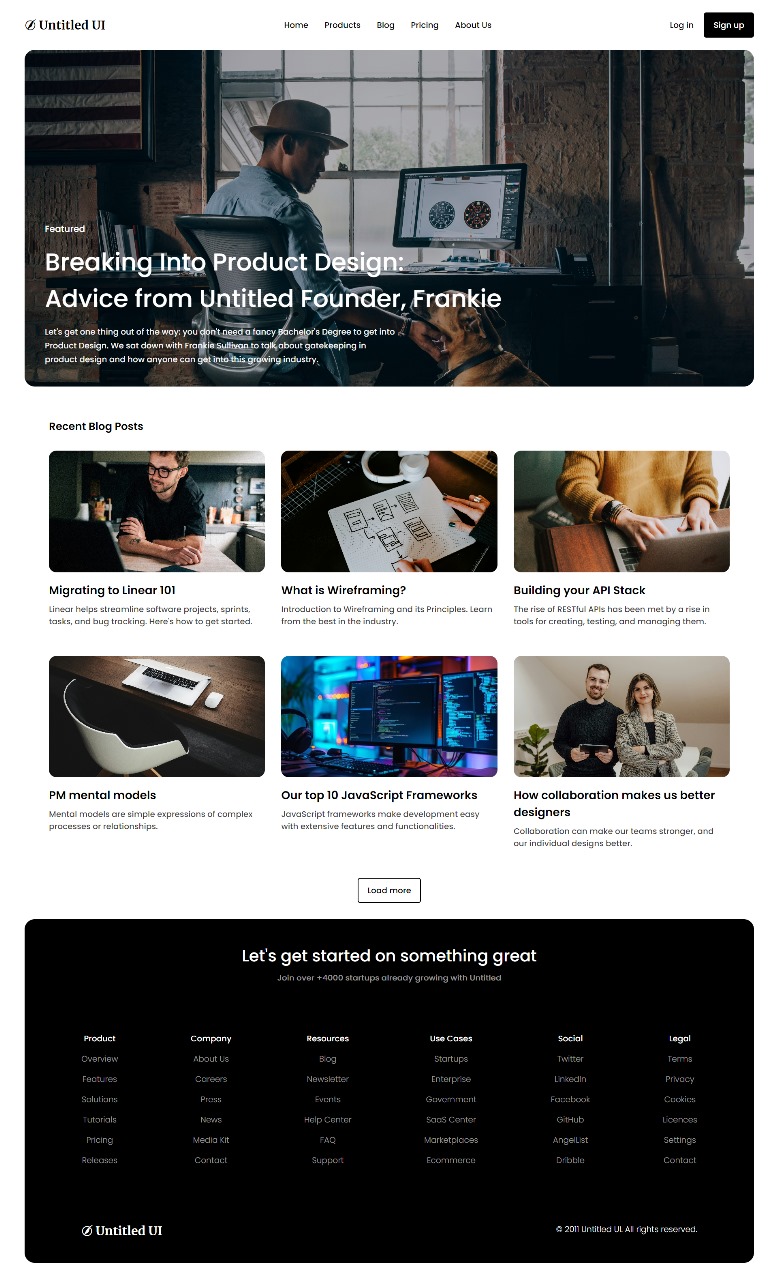 Untitled UI
Home Products Blog Pricing About Us
Log in Sign up
Featured
Breaking Into Product Design:
Advice from Untitled Founder, Frankie
Let's get one thing out of the way: you don't need a fancy Bachelor's Degree to get into
Product Design. We sat down with Frankie Sullivan to talk about gatekeeping in
product design and how anyone can get into this growing industry.
Recent Blog Posts
Migrating to Linear 101
Linear helps streamline software projects, sprints,
tasks, and bug tracking. Here's how to get started.
What is Wireframing?
Introduction to Wireframing and its Principles. Learn
from the best in the industry.
Building your API Stack
The rise of RESTful APIs has been met by a rise in
tools for creating, testing, and managing them.
PM mental models
Mental models are simple expressions of complex
processes or relationships.
Our top 10 JavaScript Frameworks
JavaScript frameworks make development easy
with extensive features and functionalities.
How collaboration makes us better
designers
Collaboration can make our teams stronger, and
our individual designs better.
Load more
Let's get started on something great
Join over +4000 startups already growing with Untitled
Product Company Resources Use Cases Social Legal
Overview About Us Blog Startups Twitter Terms
Features Careers Newsletter Enterprise LinkedIn Privacy
Solutions Press Events Government Facebook Cookies
Tutorials News Help Center SaaS Center GitHub Licences
Pricing Media Kit FAQ Marketplaces AngelList Settings
Releases Contact Support Ecommerce Dribble Contact
Untitled UI
© 2011 Untitled UI. All rights reserved.